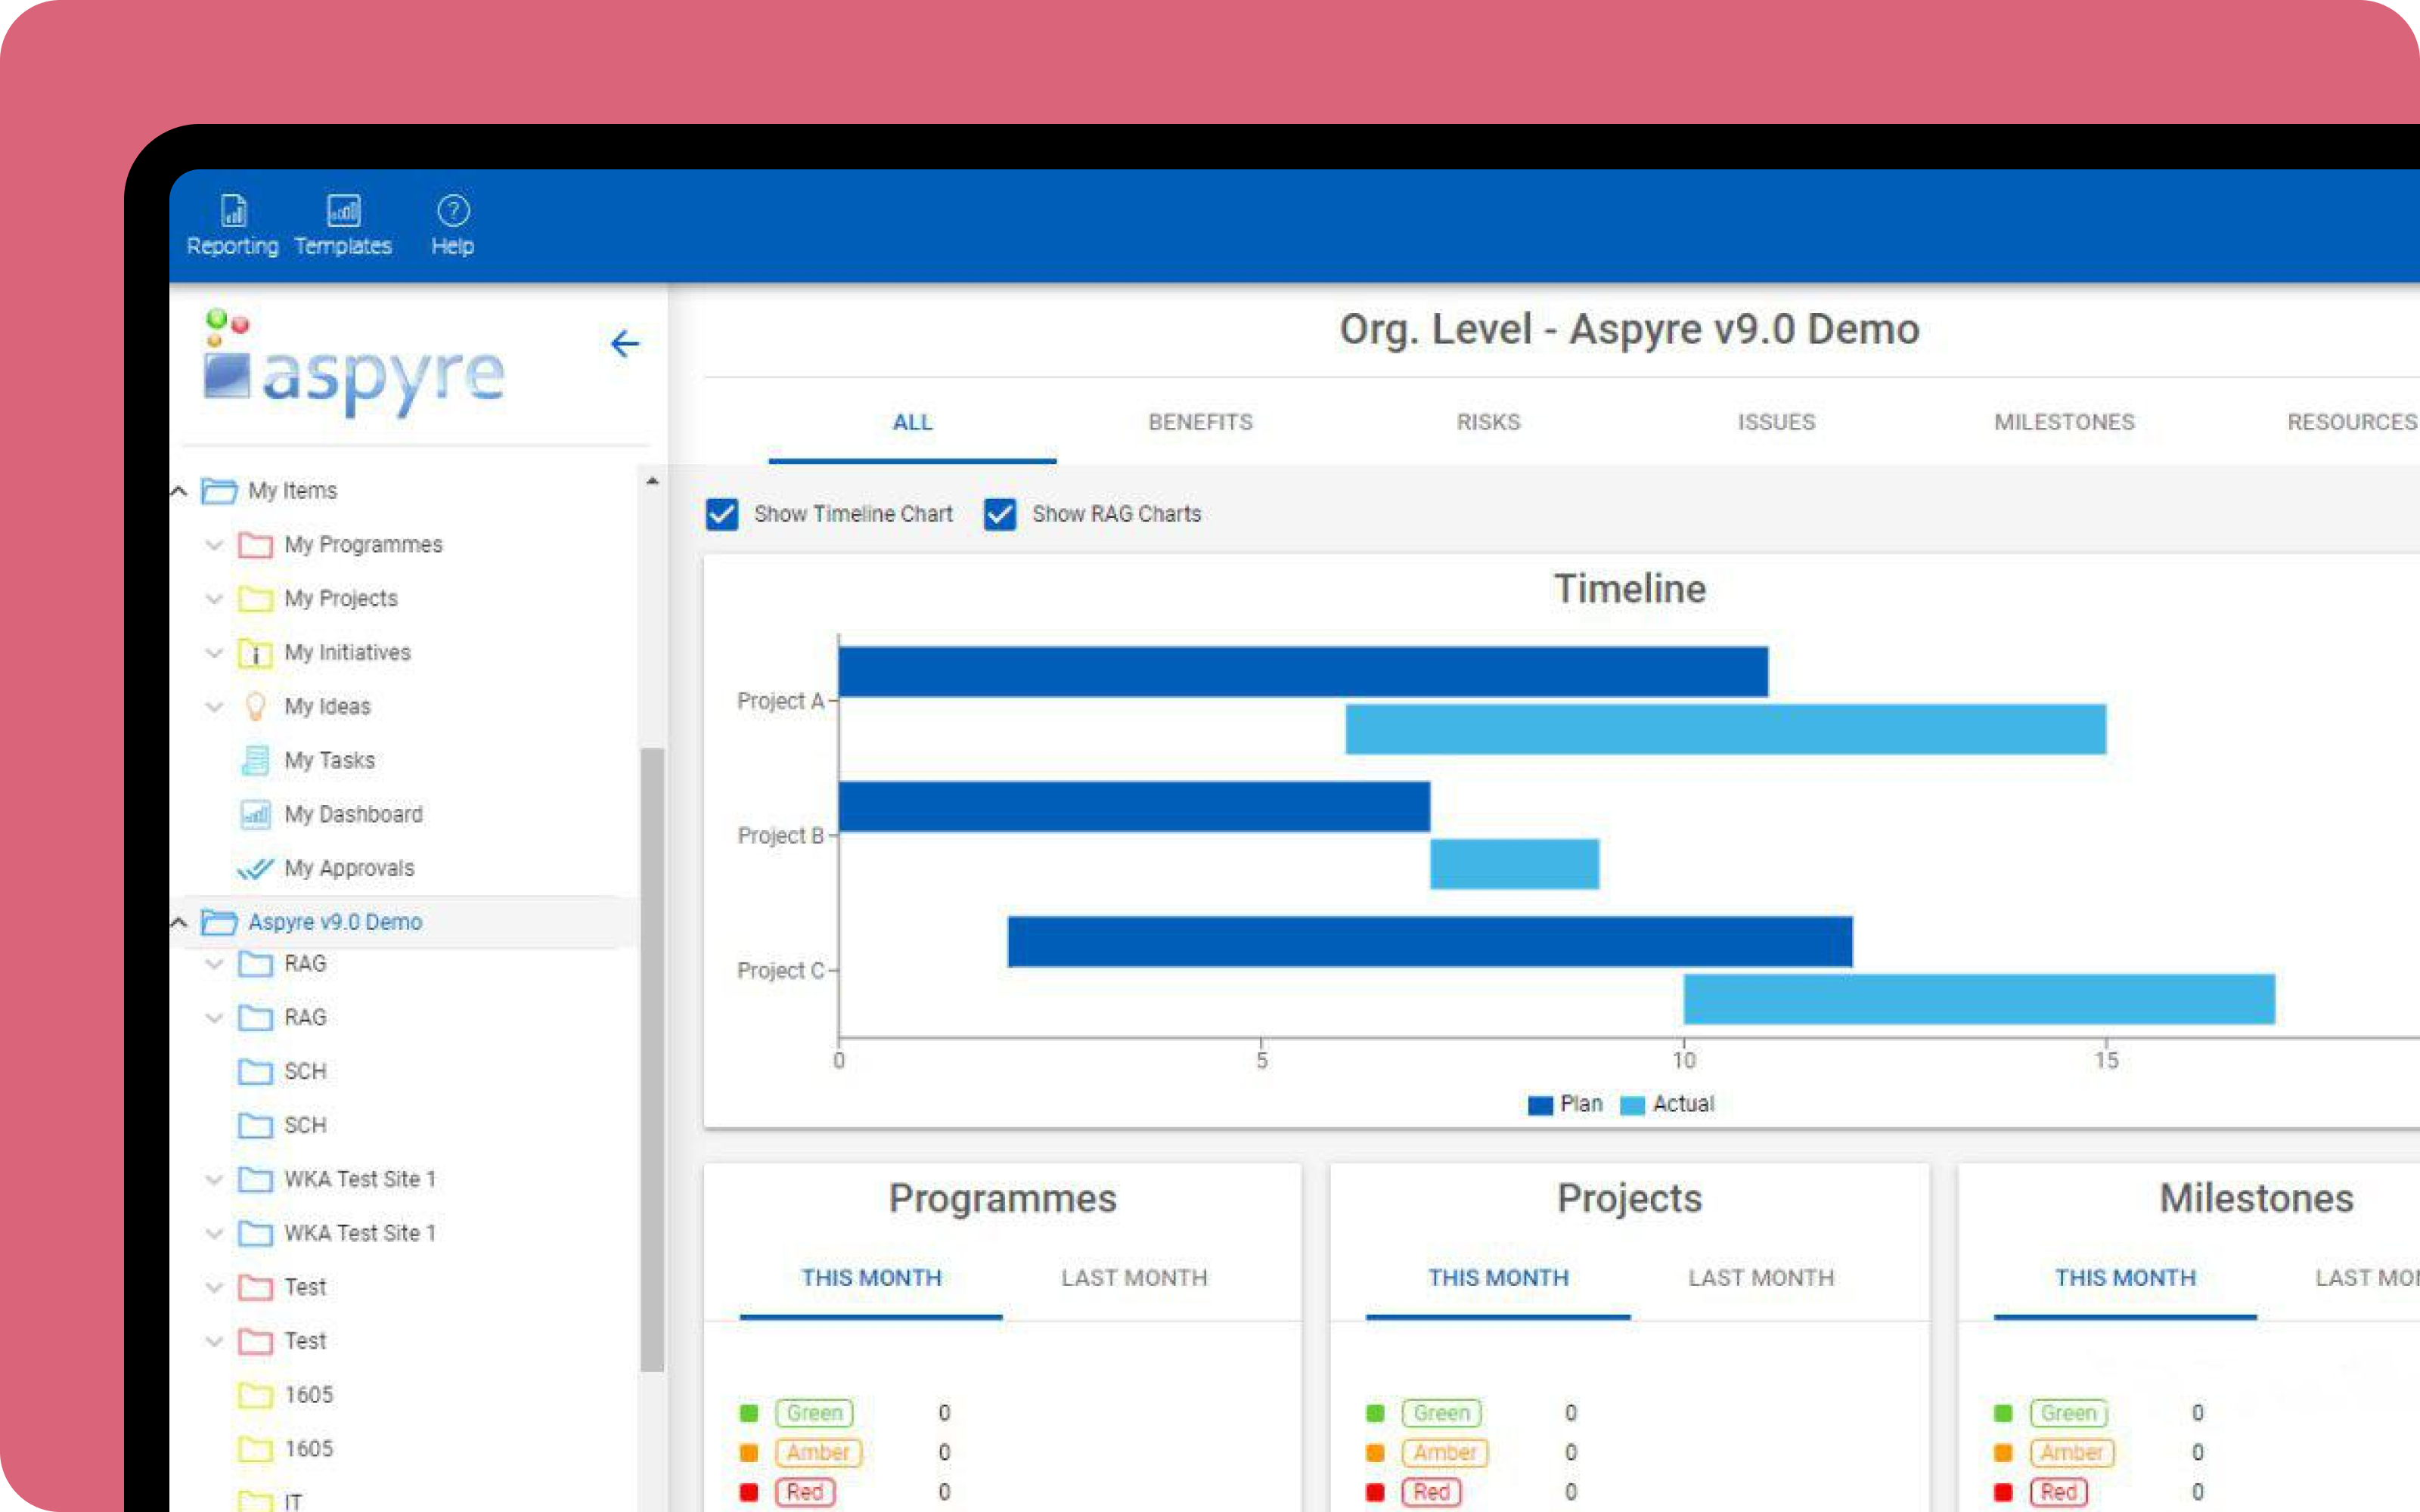 Reporting Templates Help
aspyre
Org. Level - Aspyre v9.0 Demo
ALL BENEFITS RISKS ISSUES MILESTONES RESOURCES
My Items
My Programmes
My Projects
My Initiatives
My Ideas
My Tasks
My Dashboard
My Approvals
Aspyre v9.0 Demo
RAG
RAG
SCH
SCH
WKA Test Site 1
WKA Test Site 1
Test
Test
1605
1605
IT
Show Timeline Chart Show RAG Charts
Timeline
Project A
Project B
Project C
0 5 10 15
Plan Actual
Programmes
THIS MONTH LAST MONTH
Green 0
Amber 0
Red 0
Projects
THIS MONTH LAST MONTH
Green 0
Amber 0
Red 0
Milestones
THIS MONTH LAST
Green 0
Amber 0
Red 0